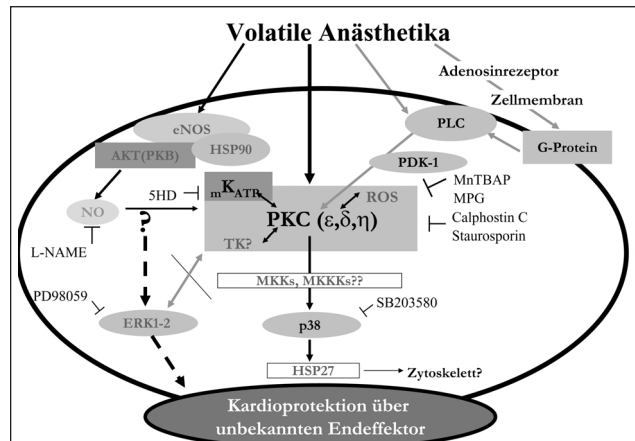 Volatile Anästhetika
Adenosinrezeptor
Zellmembran
eNOS
PLC
G-Protein
AKT(PKB)
HSP90
PDK-1
MnTBAP
MPG
Calphostin C
Staurosporin
5HD
mKATP
ROS
NO
?
PKC (ε,δ,η)
TK?
L-NAME
MKKs, MKKKs??
PD98059
SB203580
ERK1-2
p38
HSP27
Zytoskelett?
Kardioprotektion über
unbekannten Endeffektor